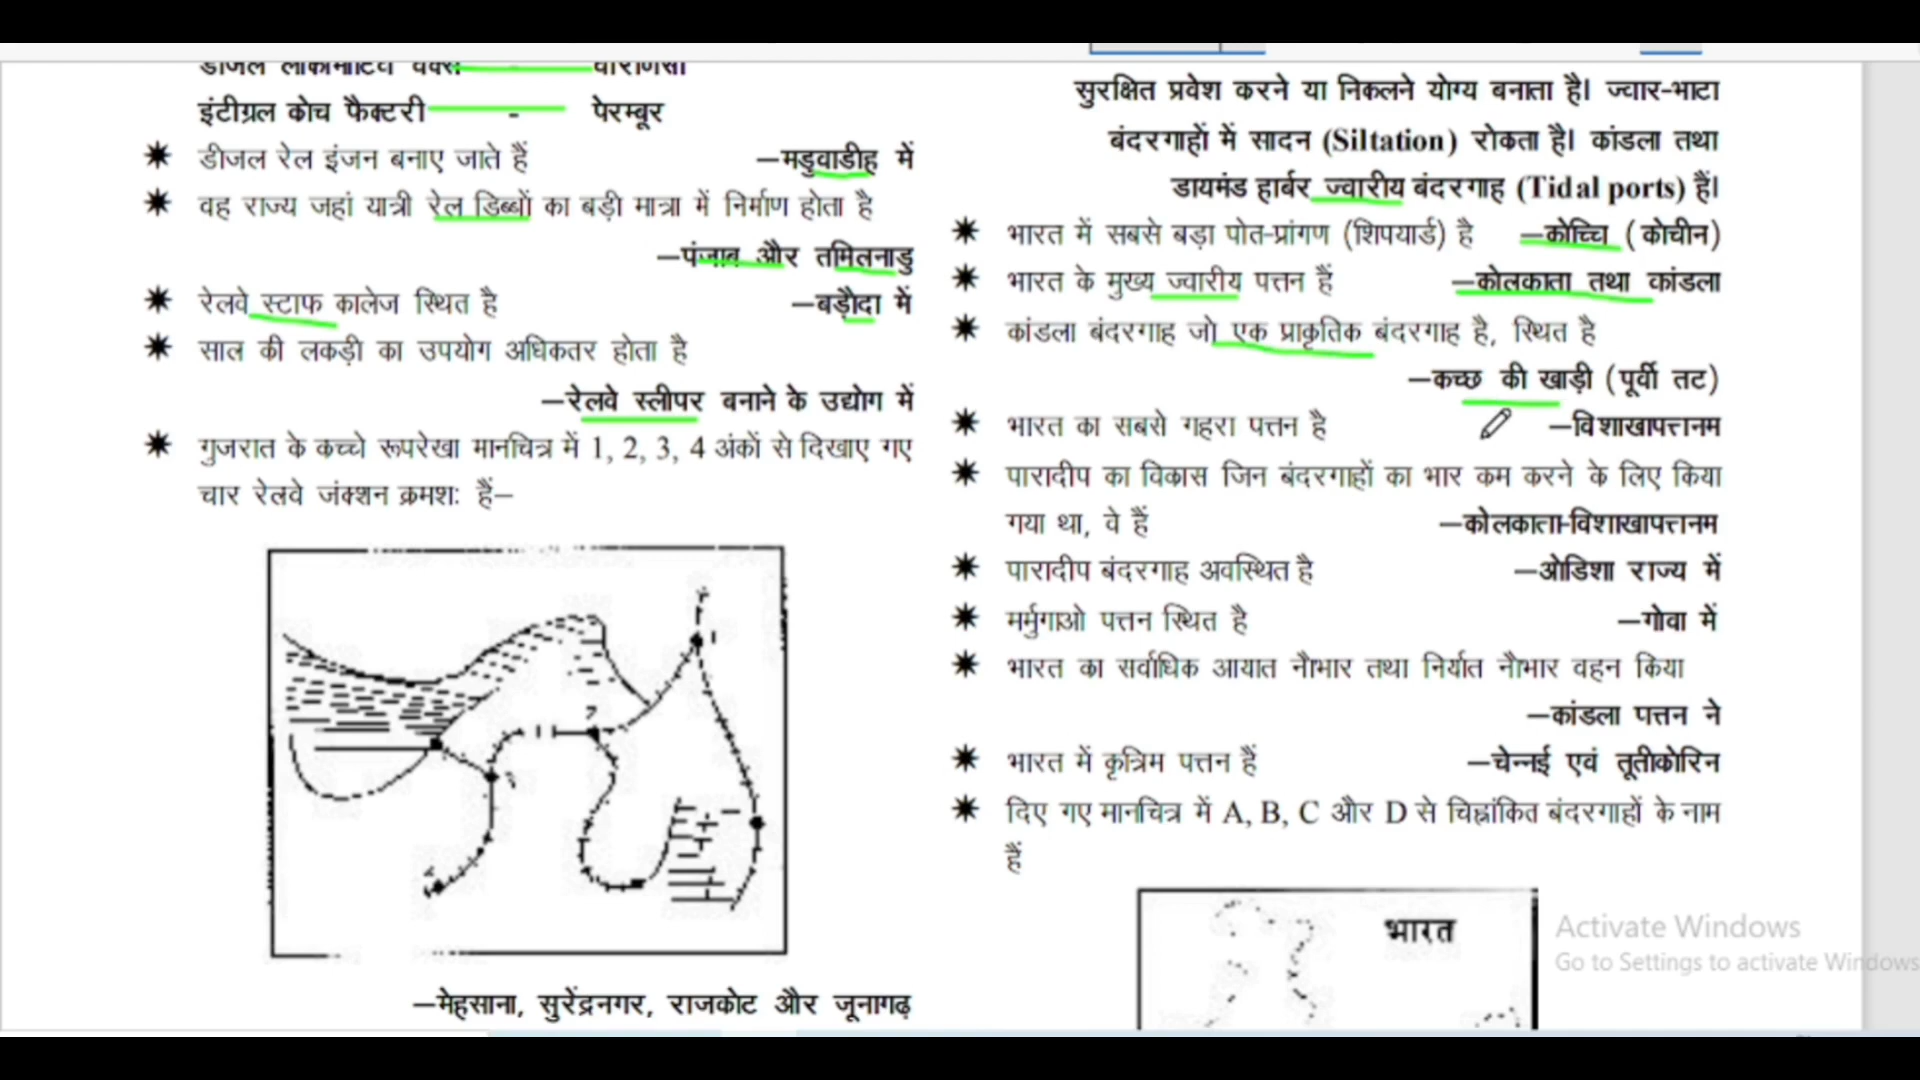 डीजल लोकोमोटिव वर्क्स - वाराणसी
इंटीग्रल कोच फैक्टरी - पेरम्बूर
✷ डीजल रेल इंजन बनाए जाते हैं –मडुवाडीह में
✷ वह राज्य जहां यात्री रेल डिब्बों का बड़ी मात्रा में निर्माण होता है
–पंजाब और तमिलनाडु
✷ रेलवे स्टाफ कालेज स्थित है –बड़ौदा में
✷ साल की लकड़ी का उपयोग अधिकतर होता है
–रेलवे स्लीपर बनाने के उद्योग में
✷ गुजरात के कच्चे रूपरेखा मानचित्र में 1, 2, 3, 4 अंकों से दिखाए गए
चार रेलवे जंक्शन क्रमशः हैं–
1
2
–मेहसाना, सुरेंद्रनगर, राजकोट और जूनागढ़
सुरक्षित प्रवेश करने या निकलने योग्य बनाता है। ज्वार-भाटा
बंदरगाहों में सादन (Siltation) रोकता है। कांडला तथा
डायमंड हार्बर ज्वारीय बंदरगाह (Tidal ports) हैं।
✷ भारत में सबसे बड़ा पोत-प्रांगण (शिपयार्ड) है –कोच्चि (कोचीन)
✷ भारत के मुख्य ज्वारीय पत्तन हैं –कोलकाता तथा कांडला
✷ कांडला बंदरगाह जो एक प्राकृतिक बंदरगाह है, स्थित है
–कच्छ की खाड़ी (पूर्वी तट)
✷ भारत का सबसे गहरा पत्तन है –विशाखापत्तनम
✷ पारादीप का विकास जिन बंदरगाहों का भार कम करने के लिए किया
गया था, वे हैं –कोलकाता-विशाखापत्तनम
✷ पारादीप बंदरगाह अवस्थित है –ओडिशा राज्य में
✷ मर्मुगाओ पत्तन स्थित है –गोवा में
✷ भारत का सर्वाधिक आयात नौभार तथा निर्यात नौभार वहन किया
–कांडला पत्तन ने
✷ भारत में कृत्रिम पत्तन हैं –चेन्नई एवं तूतीकोरिन
✷ दिए गए मानचित्र में A, B, C और D से चिह्नांकित बंदरगाहों के नाम
हैं
भारत
Activate Windows
Go to Settings to activate Windows